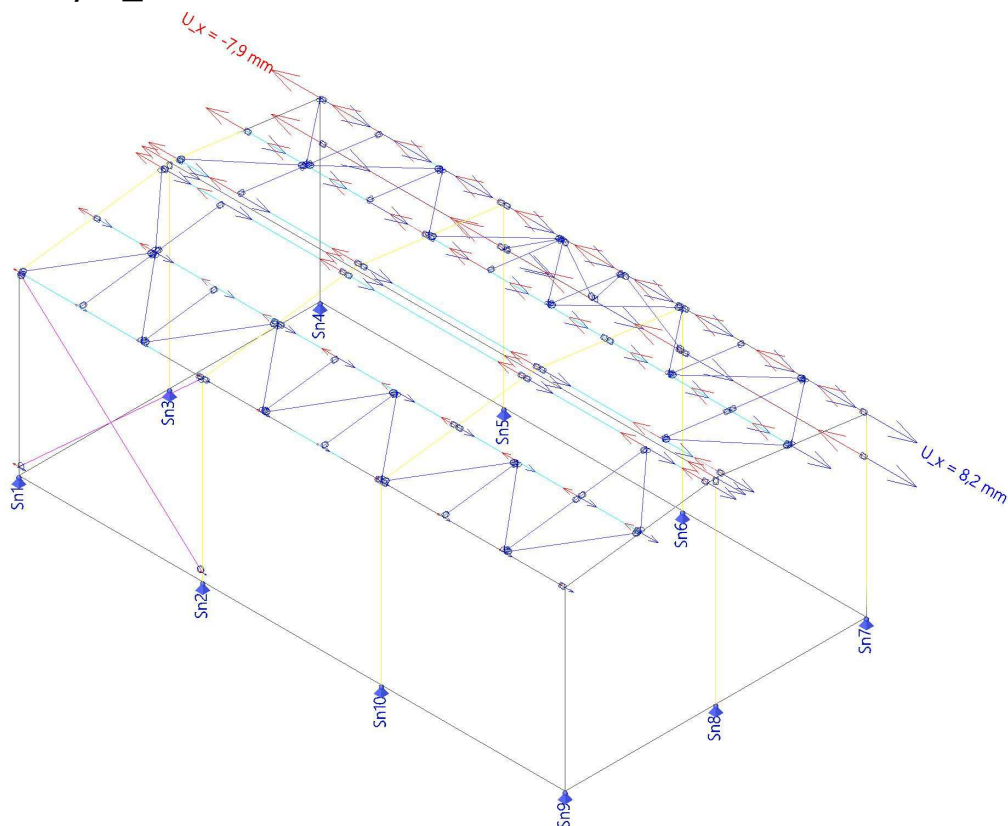 U_x = -7,9 mm
Sn4
Sn3
Sn5
Sn1
U_x = 8,2 mm
Sn6
Sn2
Sn7
Sn10
Sn8
Sn9